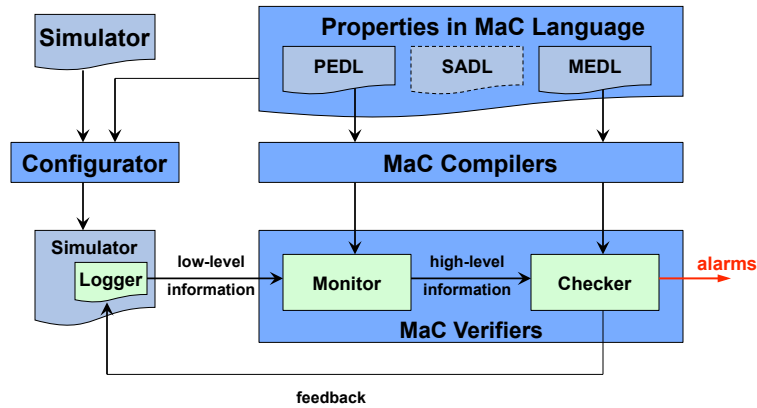 Simulator
Properties in MaC Language
PEDL
SADL
MEDL
Configurator
MaC Compilers
Simulator
Logger
low-level
information
Monitor
high-level
information
Checker
alarms
MaC Verifiers
feedback